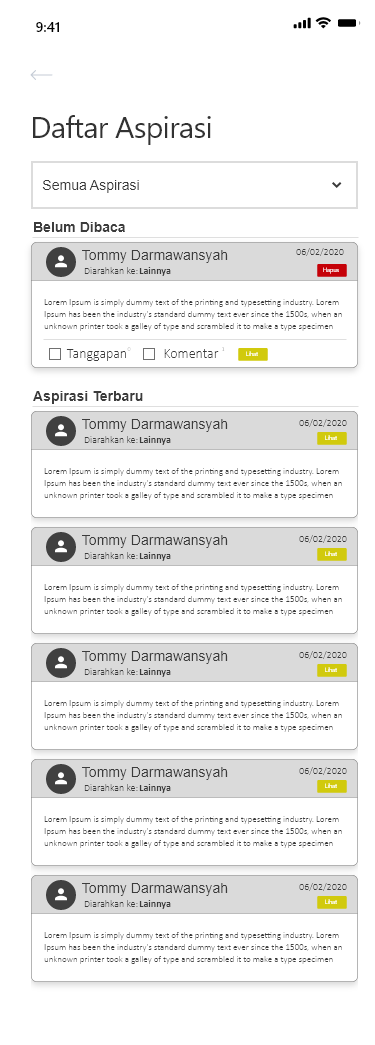 9:41
Daftar Aspirasi
Semua Aspirasi
Belum Dibaca
Tommy Darmawansyah 06/02/2020
Diarahkan ke: Lainnya Hapus
Lorem Ipsum is simply dummy text of the printing and typesetting industry. Lorem
Ipsum has been the industry's standard dummy text ever since the 1500s, when an
unknown printer took a galley of type and scrambled it to make a type specimen
Tanggapan 0 Komentar 1 Lihat
Aspirasi Terbaru
Tommy Darmawansyah 06/02/2020
Diarahkan ke: Lainnya Lihat
Lorem Ipsum is simply dummy text of the printing and typesetting industry. Lorem
Ipsum has been the industry's standard dummy text ever since the 1500s, when an
unknown printer took a galley of type and scrambled it to make a type specimen
Tommy Darmawansyah 06/02/2020
Diarahkan ke: Lainnya Lihat
Lorem Ipsum is simply dummy text of the printing and typesetting industry. Lorem
Ipsum has been the industry's standard dummy text ever since the 1500s, when an
unknown printer took a galley of type and scrambled it to make a type specimen
Tommy Darmawansyah 06/02/2020
Diarahkan ke: Lainnya Lihat
Lorem Ipsum is simply dummy text of the printing and typesetting industry. Lorem
Ipsum has been the industry's standard dummy text ever since the 1500s, when an
unknown printer took a galley of type and scrambled it to make a type specimen
Tommy Darmawansyah 06/02/2020
Diarahkan ke: Lainnya Lihat
Lorem Ipsum is simply dummy text of the printing and typesetting industry. Lorem
Ipsum has been the industry's standard dummy text ever since the 1500s, when an
unknown printer took a galley of type and scrambled it to make a type specimen
Tommy Darmawansyah 06/02/2020
Diarahkan ke: Lainnya Lihat
Lorem Ipsum is simply dummy text of the printing and typesetting industry. Lorem
Ipsum has been the industry's standard dummy text ever since the 1500s, when an
unknown printer took a galley of type and scrambled it to make a type specimen